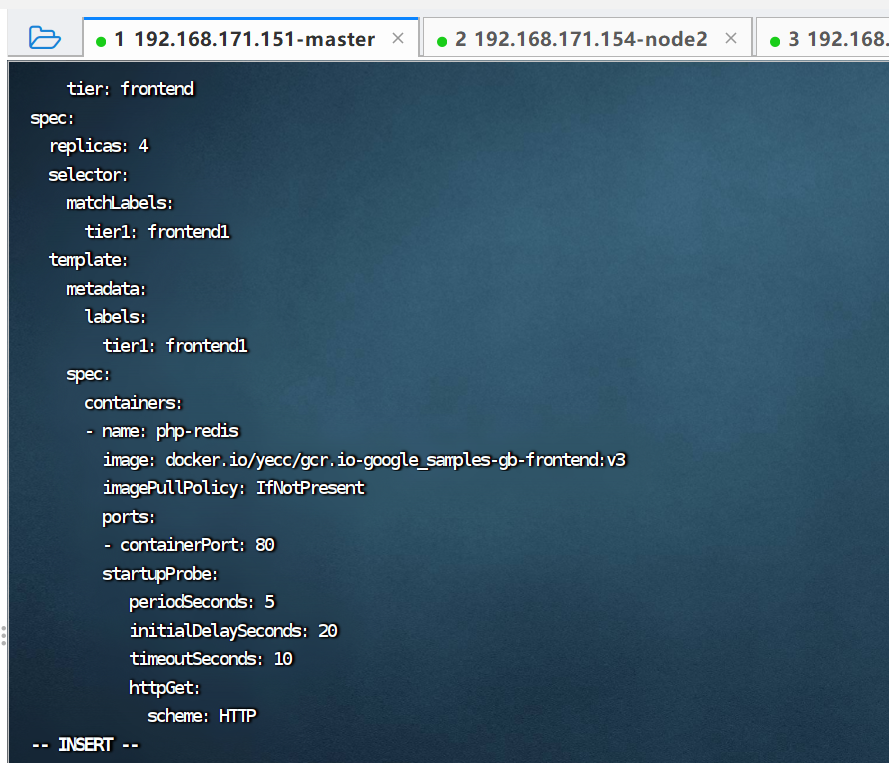 1 192.168.171.151-master ×
2 192.168.171.154-node2 ×
3 192.168.
tier: frontend
spec:
replicas: 4
selector:
matchLabels:
tier1: frontend1
template:
metadata:
labels:
tier1: frontend1
spec:
containers:
- name: php-redis
image: docker.io/yecc/gcr.io-google_samples-gb-frontend:v3
imagePullPolicy: IfNotPresent
ports:
- containerPort: 80
startupProbe:
periodSeconds: 5
initialDelaySeconds: 20
timeoutSeconds: 10
httpGet:
scheme: HTTP
-- INSERT --